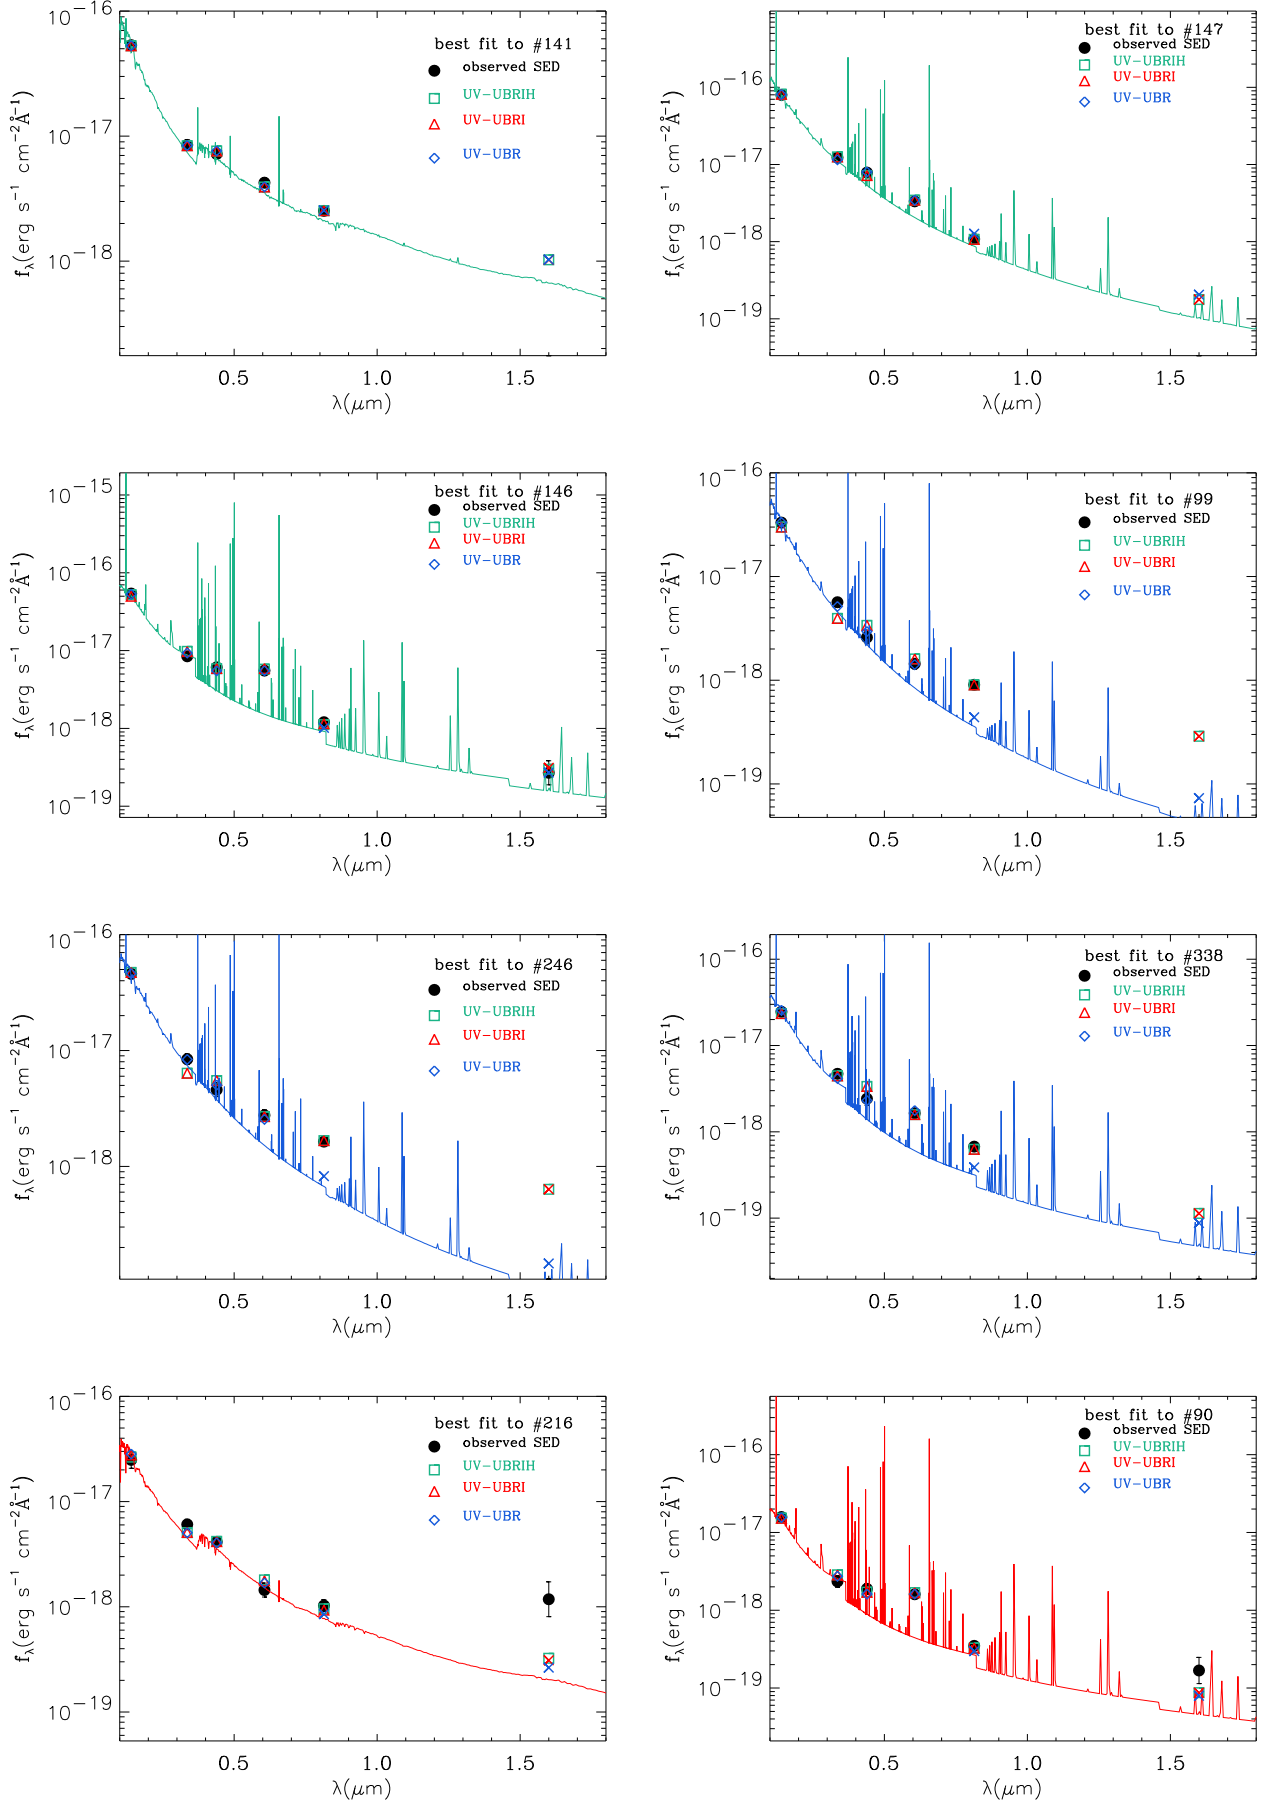 best fit to #141
observed SED
UV-UBRIH
UV-UBRI
UV-UBR
10⁻¹⁶
10⁻¹⁷
10⁻¹⁸
f_λ(erg s⁻¹ cm⁻²Å⁻¹)
0.5 1.0 1.5
λ(μm)
best fit to #147
observed SED
UV-UBRIH
UV-UBRI
UV-UBR
10⁻¹⁶
10⁻¹⁷
10⁻¹⁸
10⁻¹⁹
f_λ(erg s⁻¹ cm⁻²Å⁻¹)
0.5 1.0 1.5
λ(μm)
best fit to #146
observed SED
UV-UBRIH
UV-UBRI
UV-UBR
10⁻¹⁵
10⁻¹⁶
10⁻¹⁷
10⁻¹⁸
10⁻¹⁹
f_λ(erg s⁻¹ cm⁻²Å⁻¹)
0.5 1.0 1.5
λ(μm)
best fit to #99
observed SED
UV-UBRIH
UV-UBRI
UV-UBR
10⁻¹⁶
10⁻¹⁷
10⁻¹⁸
10⁻¹⁹
f_λ(erg s⁻¹ cm⁻²Å⁻¹)
0.5 1.0 1.5
λ(μm)
best fit to #246
observed SED
UV-UBRIH
UV-UBRI
UV-UBR
10⁻¹⁶
10⁻¹⁷
10⁻¹⁸
f_λ(erg s⁻¹ cm⁻²Å⁻¹)
0.5 1.0 1.5
λ(μm)
best fit to #338
observed SED
UV-UBRIH
UV-UBRI
UV-UBR
10⁻¹⁶
10⁻¹⁷
10⁻¹⁸
10⁻¹⁹
f_λ(erg s⁻¹ cm⁻²Å⁻¹)
0.5 1.0 1.5
λ(μm)
best fit to #216
observed SED
UV-UBRIH
UV-UBRI
UV-UBR
10⁻¹⁶
10⁻¹⁷
10⁻¹⁸
10⁻¹⁹
f_λ(erg s⁻¹ cm⁻²Å⁻¹)
0.5 1.0 1.5
λ(μm)
best fit to #90
observed SED
UV-UBRIH
UV-UBRI
UV-UBR
10⁻¹⁶
10⁻¹⁷
10⁻¹⁸
10⁻¹⁹
f_λ(erg s⁻¹ cm⁻²Å⁻¹)
0.5 1.0 1.5
λ(μm)